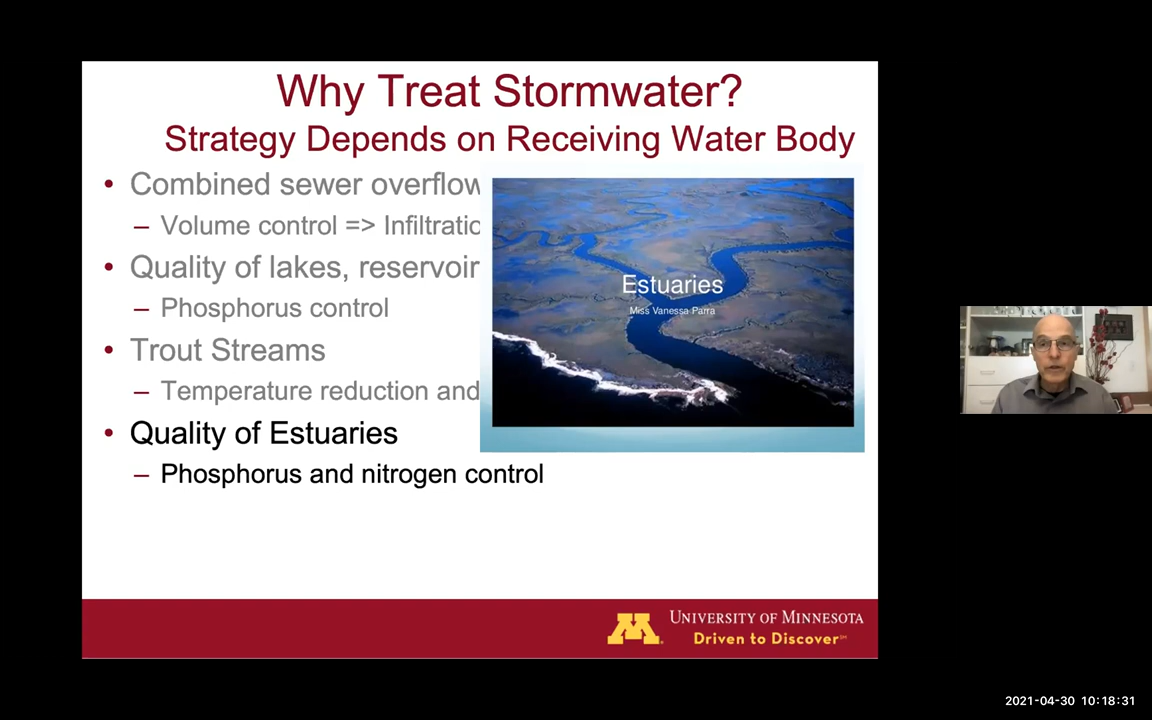 Why Treat Stormwater?
Strategy Depends on Receiving Water Body
• Combined sewer overflow
– Volume control => Infiltratio
• Quality of lakes, reservoir
– Phosphorus control
• Trout Streams
– Temperature reduction and
• Quality of Estuaries
– Phosphorus and nitrogen control
Estuaries
Miss Vanessa Parra
UNIVERSITY OF MINNESOTA
Driven to Discover℠
2021-04-30 10:18:31